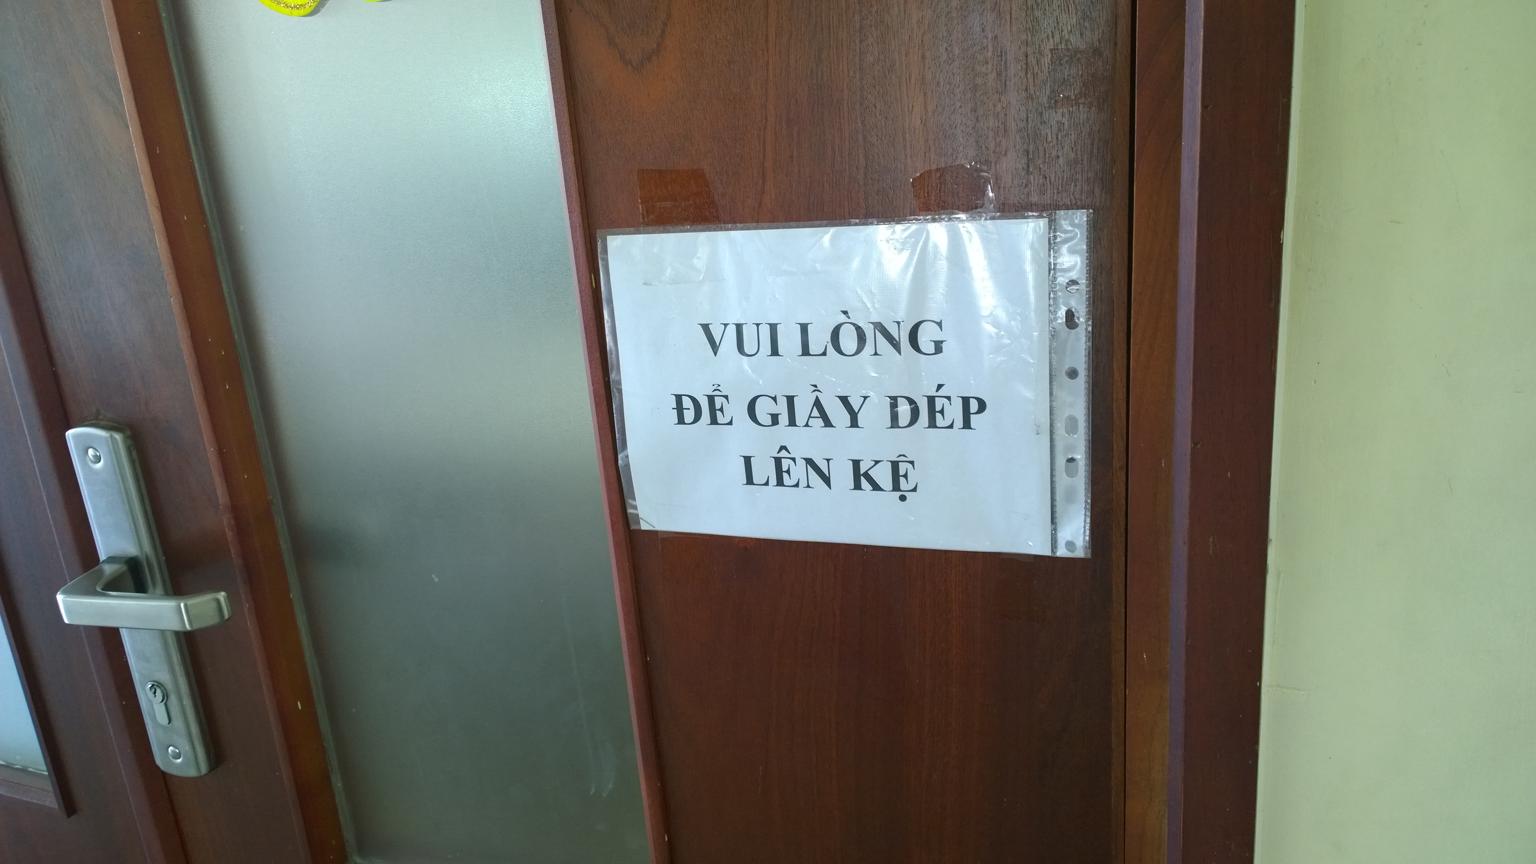 VUI LÒNG
ĐỂ GIẦY DÉP
LÊN KỆ